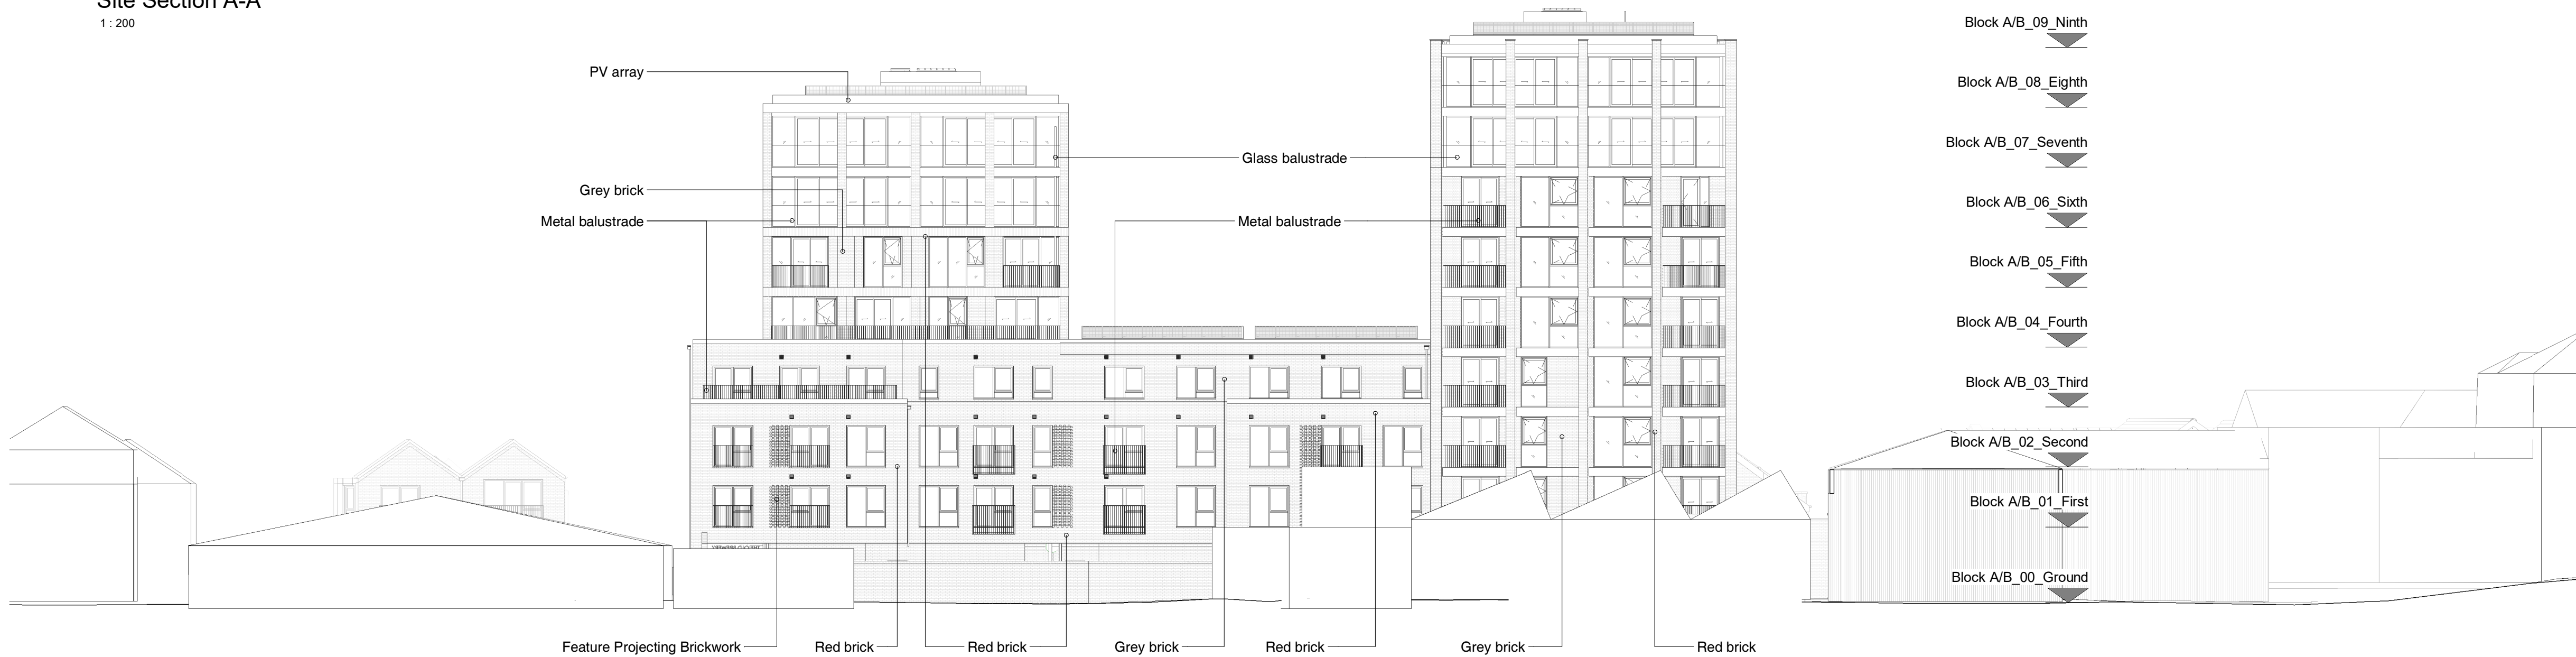 Site Section A-A
1 : 200
Block A/B_09_Ninth
PV array
Block A/B_08_Eighth
Block A/B_07_Seventh
Glass balustrade
Grey brick
Block A/B_06_Sixth
Metal balustrade
Metal balustrade
Block A/B_05_Fifth
Block A/B_04_Fourth
Block A/B_03_Third
Block A/B_02_Second
Block A/B_01_First
Block A/B_00_Ground
Feature Projecting Brickwork
Red brick
Red brick
Grey brick
Red brick
Grey brick
Red brick